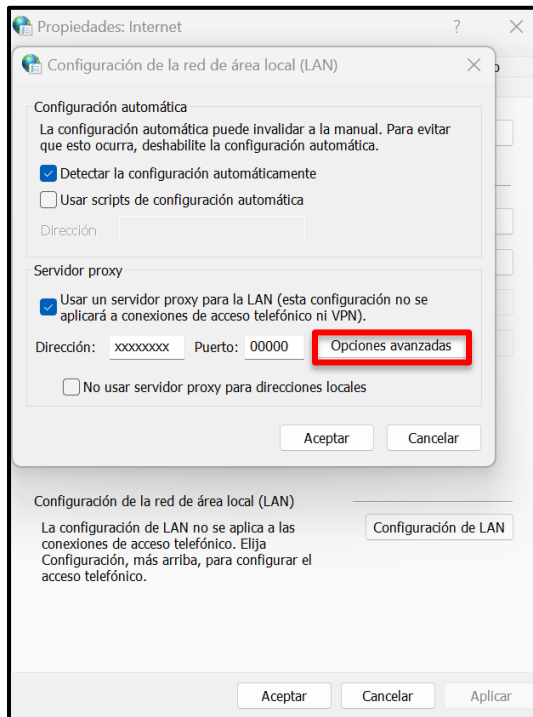 Propiedades: Internet
Configuración de la red de área local (LAN)
o
Configuración automática
La configuración automática puede invalidar a la manual. Para evitar
que esto ocurra, deshabilite la configuración automática.
Detectar la configuración automáticamente
Usar scripts de configuración automática
Dirección
Servidor proxy
Usar un servidor proxy para la LAN (esta configuración no se
aplicará a conexiones de acceso telefónico ni VPN).
Dirección: xxxxxxxx Puerto: 00000 Opciones avanzadas
No usar servidor proxy para direcciones locales
Aceptar Cancelar
Configuración de la red de área local (LAN)
La configuración de LAN no se aplica a las
conexiones de acceso telefónico. Elija
Configuración, más arriba, para configurar el
acceso telefónico.
Configuración de LAN
Aceptar Cancelar Aplicar